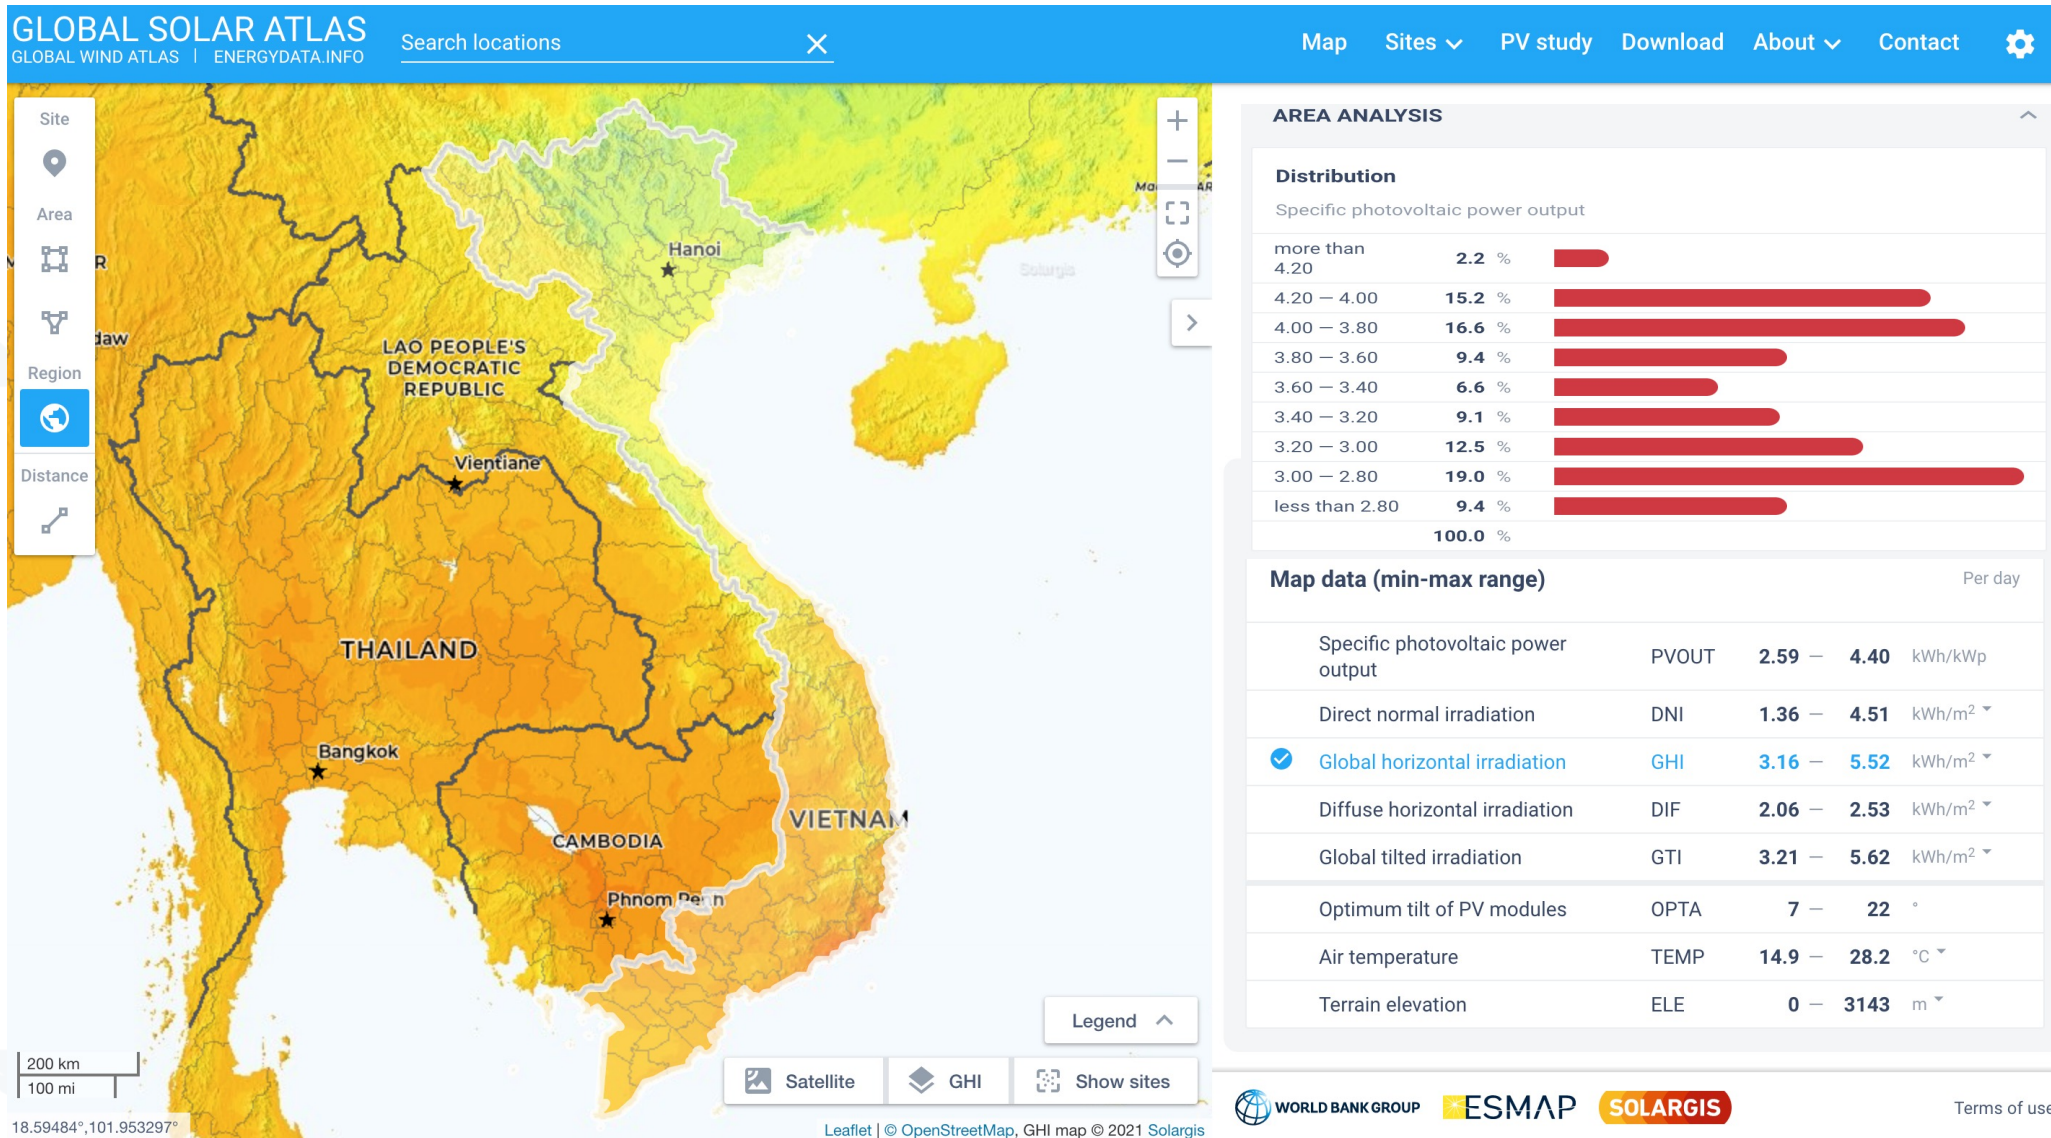 GLOBAL SOLAR ATLAS
GLOBAL WIND ATLAS | ENERGYDATA.INFO
Search locations
Map
Sites
PV study
Download
About
Contact
Site
Area
Region
Distance
R
daw
Hanoi
LAO PEOPLE'S
DEMOCRATIC
REPUBLIC
Vientiane
THAILAND
Bangkok
CAMBODIA
Phnom Penh
VIETNAM
Solargis
AR
Legend
Satellite
GHI
Show sites
200 km
100 mi
18.59484°,101.953297°
Leaflet | © OpenStreetMap, GHI map © 2021 Solargis
AREA ANALYSIS
Distribution
Specific photovoltaic power output
more than
4.20
2.2 %
4.20 — 4.00 15.2 %
4.00 — 3.80 16.6 %
3.80 — 3.60 9.4 %
3.60 — 3.40 6.6 %
3.40 — 3.20 9.1 %
3.20 — 3.00 12.5 %
3.00 — 2.80 19.0 %
less than 2.80 9.4 %
100.0 %
Map data (min-max range) Per day
Specific photovoltaic power
output
PVOUT 2.59 — 4.40 kWh/kWp
Direct normal irradiation DNI 1.36 — 4.51 kWh/m²
Global horizontal irradiation GHI 3.16 — 5.52 kWh/m²
Diffuse horizontal irradiation DIF 2.06 — 2.53 kWh/m²
Global tilted irradiation GTI 3.21 — 5.62 kWh/m²
Optimum tilt of PV modules OPTA 7 — 22 °
Air temperature TEMP 14.9 — 28.2 °C
Terrain elevation ELE 0 — 3143 m
WORLD BANK GROUP
ESMAP
SOLARGIS
Terms of use